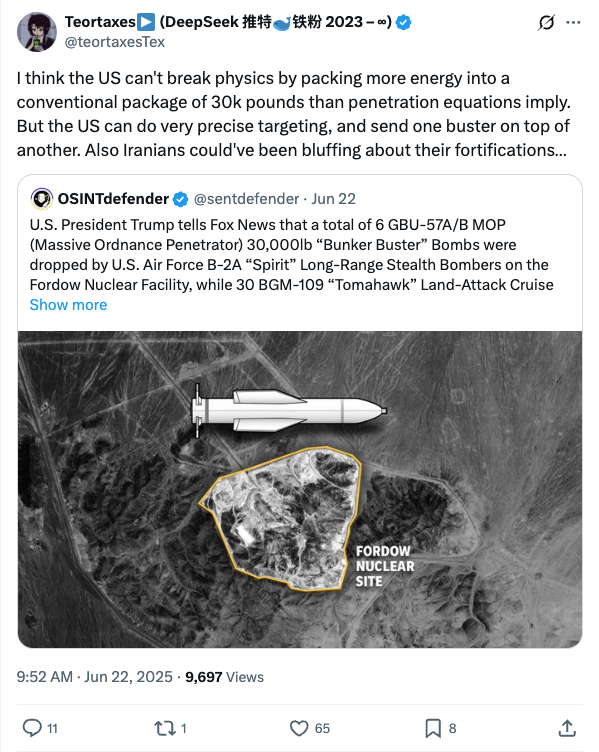 Teortaxes▶️ (DeepSeek 推特🐋铁粉 2023 – ∞)
@teortaxesTex
I think the US can't break physics by packing more energy into a
conventional package of 30k pounds than penetration equations imply.
But the US can do very precise targeting, and send one buster on top of
another. Also Iranians could've been bluffing about their fortifications...
OSINTdefender @sentdefender · Jun 22
U.S. President Trump tells Fox News that a total of 6 GBU-57A/B MOP
(Massive Ordnance Penetrator) 30,000lb “Bunker Buster” Bombs were
dropped by U.S. Air Force B-2A “Spirit” Long-Range Stealth Bombers on the
Fordow Nuclear Facility, while 30 BGM-109 “Tomahawk” Land-Attack Cruise
Show more
FORDOW
NUCLEAR
SITE
9:52 AM · Jun 22, 2025 · 9,697 Views
11 1 65 8